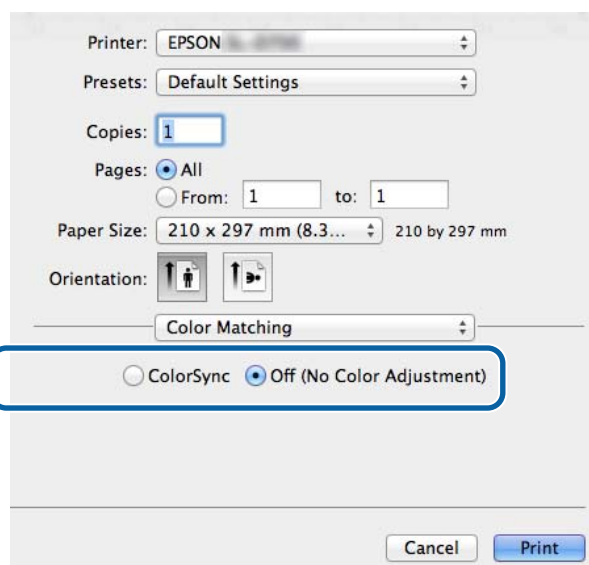 Printer: EPSON
Presets: Default Settings
Copies: 1
Pages: All
From: 1 to: 1
Paper Size: 210 x 297 mm (8.3... 210 by 297 mm
Orientation:
Color Matching
ColorSync Off (No Color Adjustment)
Cancel Print